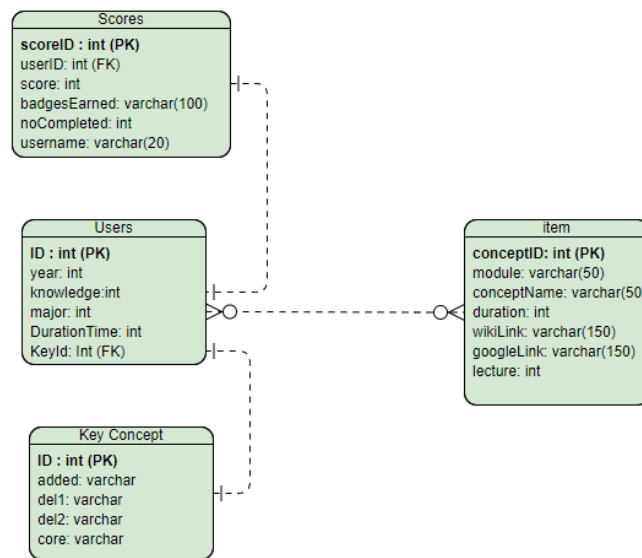 Scores
scoreID : int (PK)
userID: int (FK)
score: int
badgesEarned: varchar(100)
noCompleted: int
username: varchar(20)
Users
ID : int (PK)
year: int
knowledge:int
major: int
DurationTime: int
KeyId: Int (FK)
item
conceptID: int (PK)
module: varchar(50)
conceptName: varchar(50
duration: int
wikiLink: varchar(150)
googleLink: varchar(150)
lecture: int
Key Concept
ID : int (PK)
added: varchar
del1: varchar
del2: varchar
core: varchar